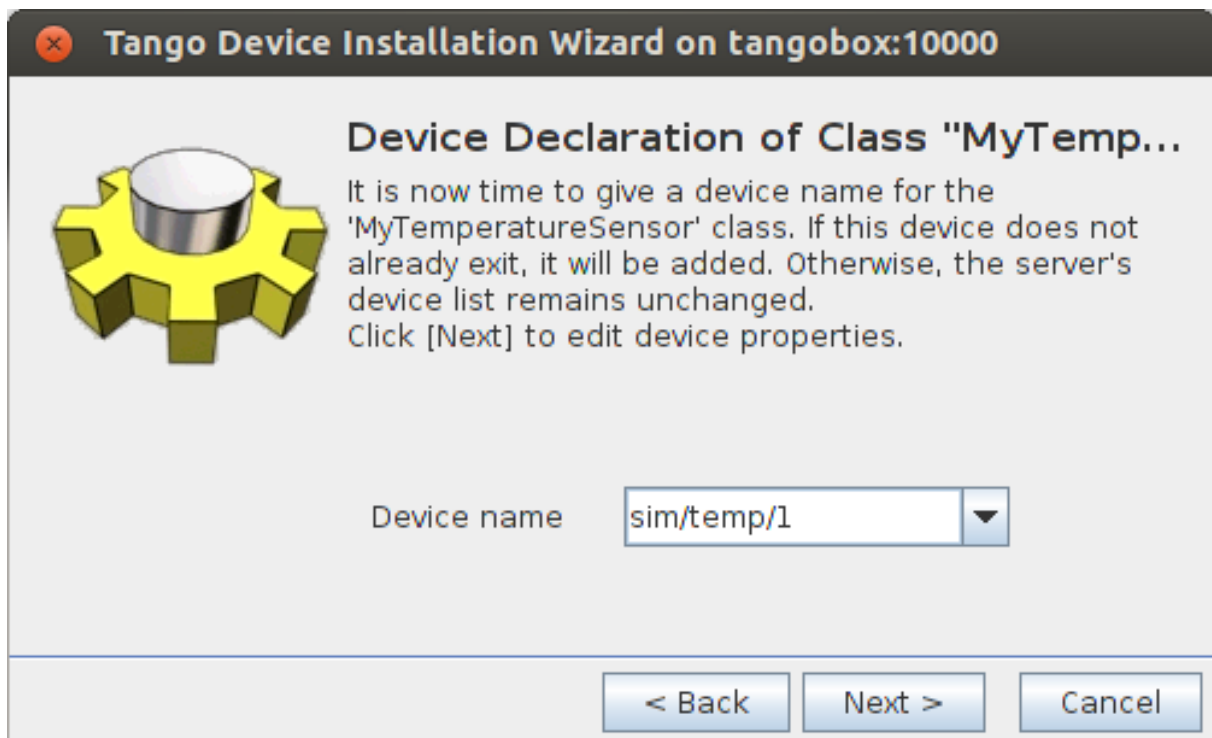 Tango Device Installation Wizard on tangobox:10000
Device Declaration of Class "MyTemp...
It is now time to give a device name for the
'MyTemperatureSensor' class. If this device does not
already exit, it will be added. Otherwise, the server's
device list remains unchanged.
Click [Next] to edit device properties.
Device name sim/temp/1
< Back Next > Cancel